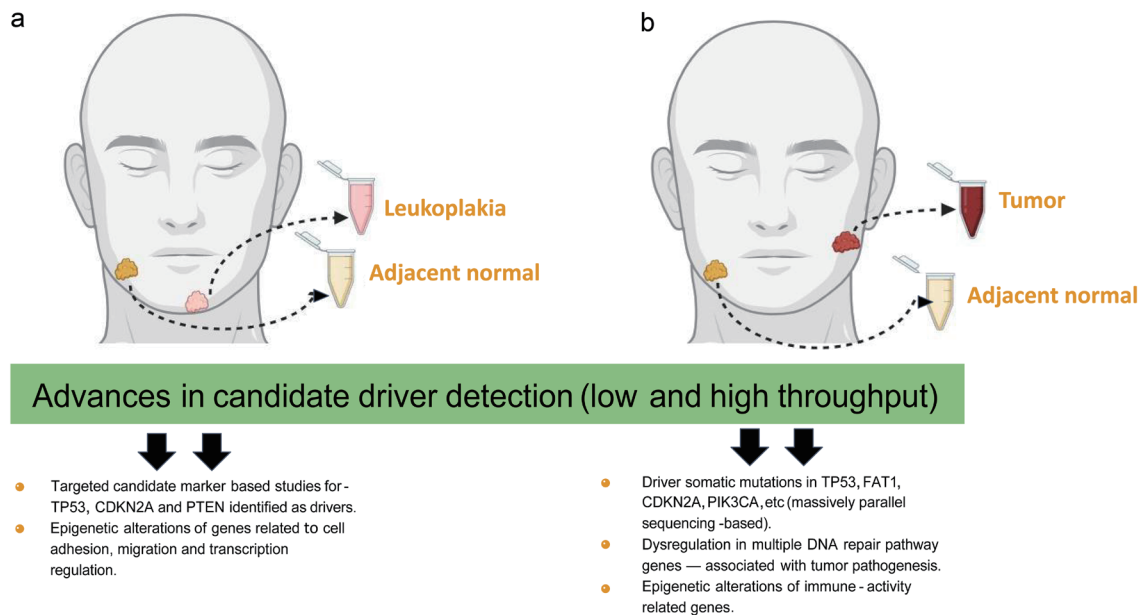 a
b
Leukoplakia
Adjacent normal
Tumor
Adjacent normal
Advances in candidate driver detection (low and high throughput)
Targeted candidate marker based studies for -
TP53, CDKN2A and PTEN identified as drivers.
Epigenetic alterations of genes related to cell
adhesion, migration and transcription
regulation.
Driver somatic mutations in TP53, FAT1,
CDKN2A, PIK3CA, etc (massively parallel
sequencing -based).
Dysregulation in multiple DNA repair pathway
genes — associated with tumor pathogenesis.
Epigenetic alterations of immune - activity
related genes.